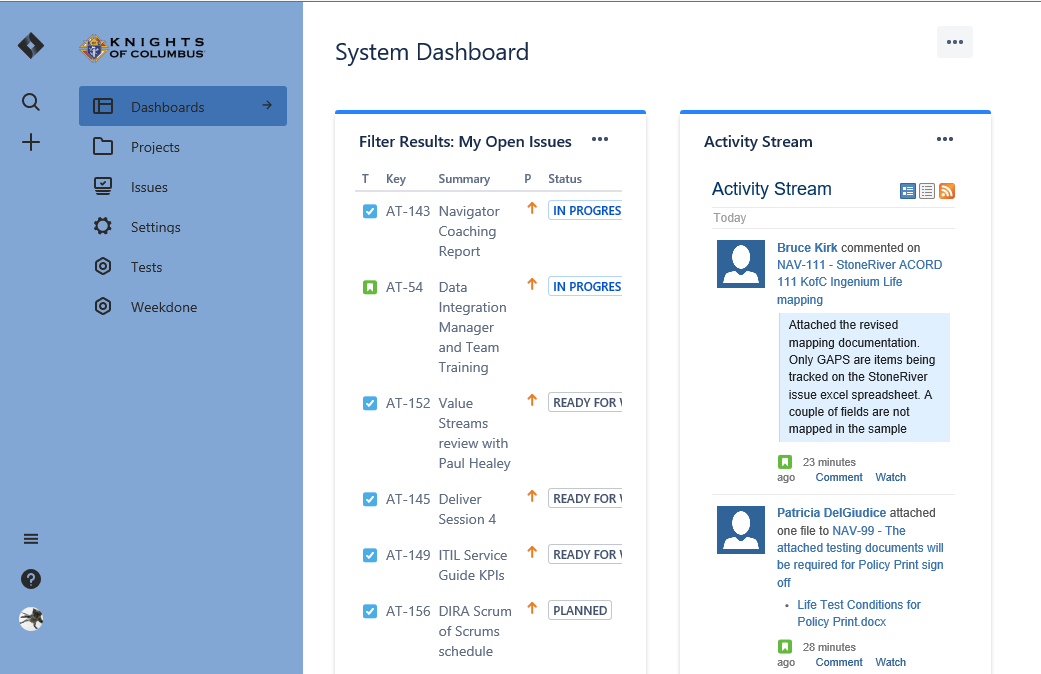 KNIGHTS
OF COLUMBUS
Dashboards
Projects
Issues
Settings
Tests
Weekdone
System Dashboard
Filter Results: My Open Issues
T Key Summary P Status
AT-143 Navigator IN PROGRES
Coaching
Report
AT-54 Data IN PROGRES
Integration
Manager
and Team
Training
AT-152 Value READY FOR
Streams
review with
Paul Healey
AT-145 Deliver READY FOR
Session 4
AT-149 ITIL Service READY FOR
Guide KPIs
AT-156 DIRA Scrum PLANNED
of Scrums
schedule
Activity Stream
Activity Stream
Today
Bruce Kirk commented on
NAV-111 - StoneRiver ACORD
111 KofC Ingenium Life
mapping
Attached the revised
mapping documentation.
Only GAPS are items being
tracked on the StoneRiver
issue excel spreadsheet. A
couple of fields are not
mapped in the sample
23 minutes
ago Comment Watch
Patricia DelGiudice attached
one file to NAV-99 - The
attached testing documents will
be required for Policy Print sign
off
• Life Test Conditions for
Policy Print.docx
28 minutes
ago Comment Watch